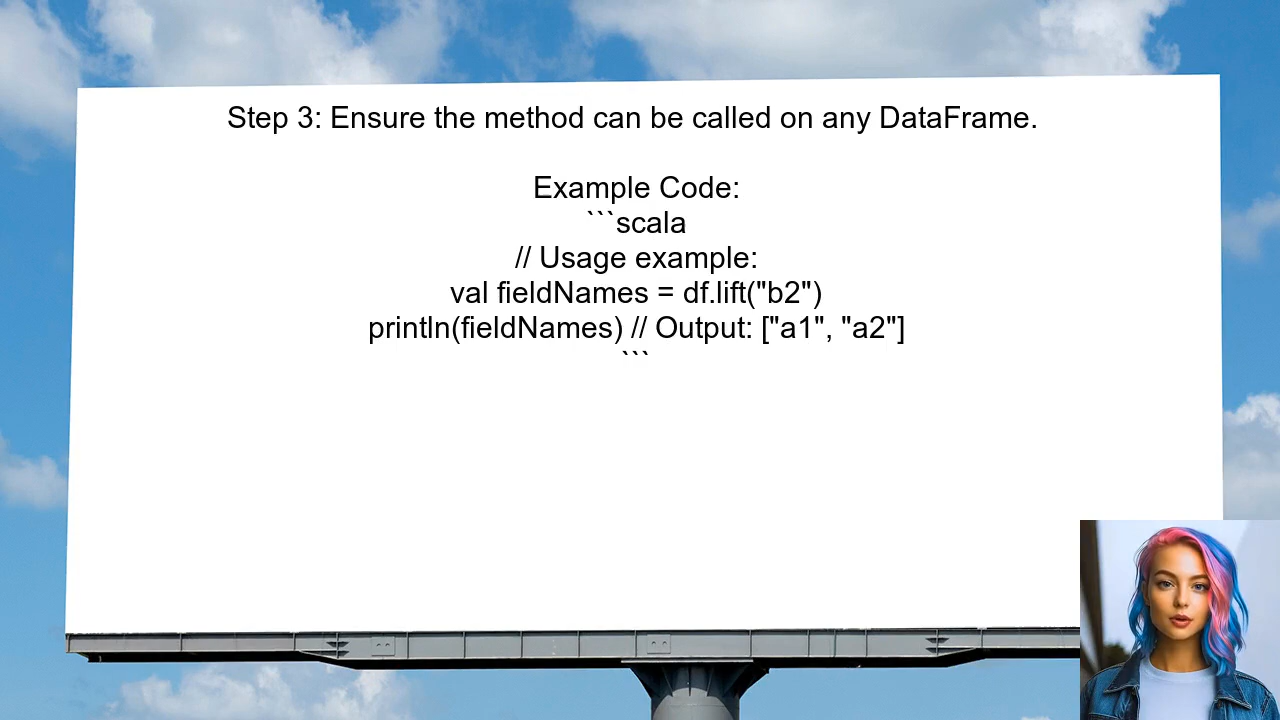 Step 3: Ensure the method can be called on any DataFrame.
Example Code:
```scala
// Usage example:
val fieldNames = df.lift("b2")
println(fieldNames) // Output: ["a1", "a2"]
```